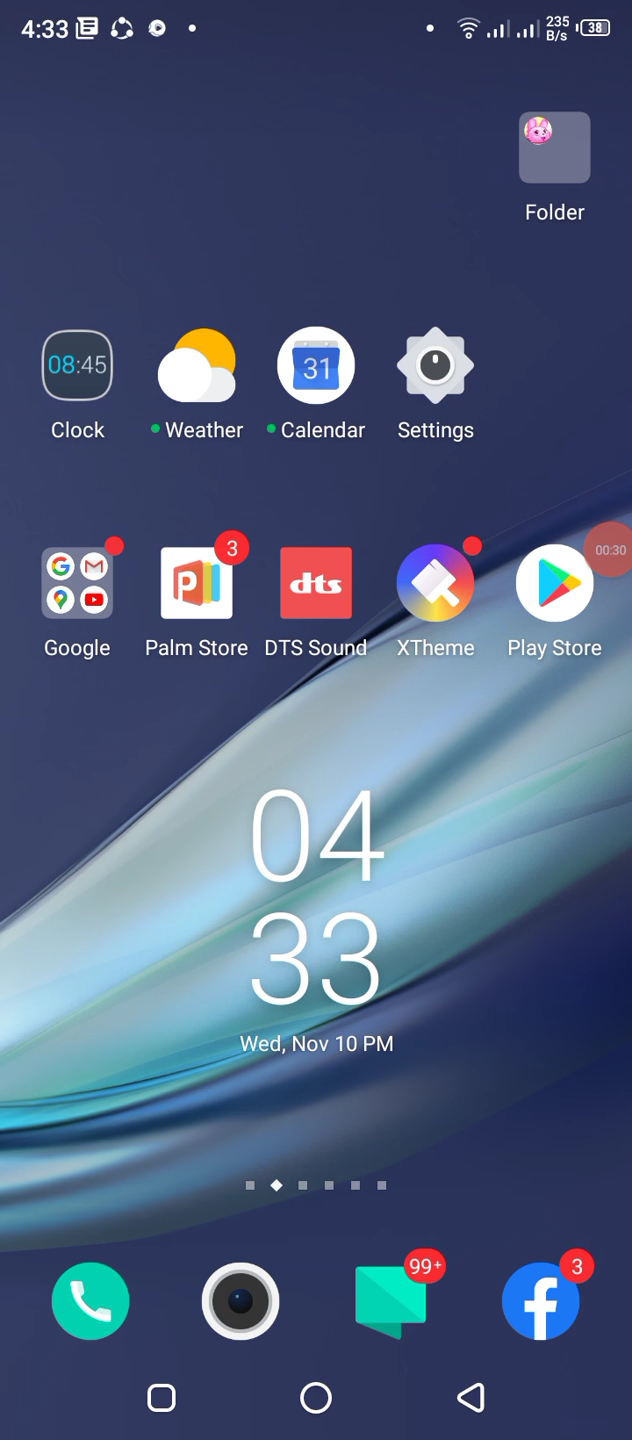 4:33
235 B/s
38
Folder
08:45
31
Clock
Weather
Calendar
Settings
3
dts
00:30
Google
Palm Store
DTS Sound
XTheme
Play Store
04
33
Wed, Nov 10 PM
99+
3